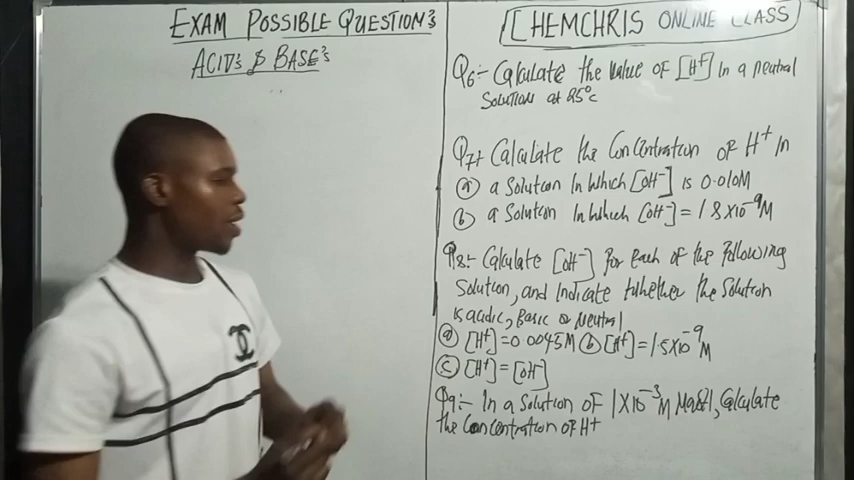 EXAM POSSIBLE QUESTIONS
ACID'S & BASE'S
CHEMCHRIS ONLINE CLASS
Q6:- Calculate the value of [H+] In a neutral
Solution at 25°c
Q7:- Calculate the Concentration of H+ In
(a) a Solution In which [OH-] is 0.010M
(b) a Solution In which [OH-] = 1.8x10-9M
Q8:- Calculate [OH-] for each of the following
Solution, and Indicate whether the Solution
is acidic, Basic or Neutral
(a) [H+]=0.0045M (b) [H+]=1.5x10-9M
(c) [H+]=[OH-]
Q9:- In a Solution of 1X10-3M Calculate
the Concentration of H+